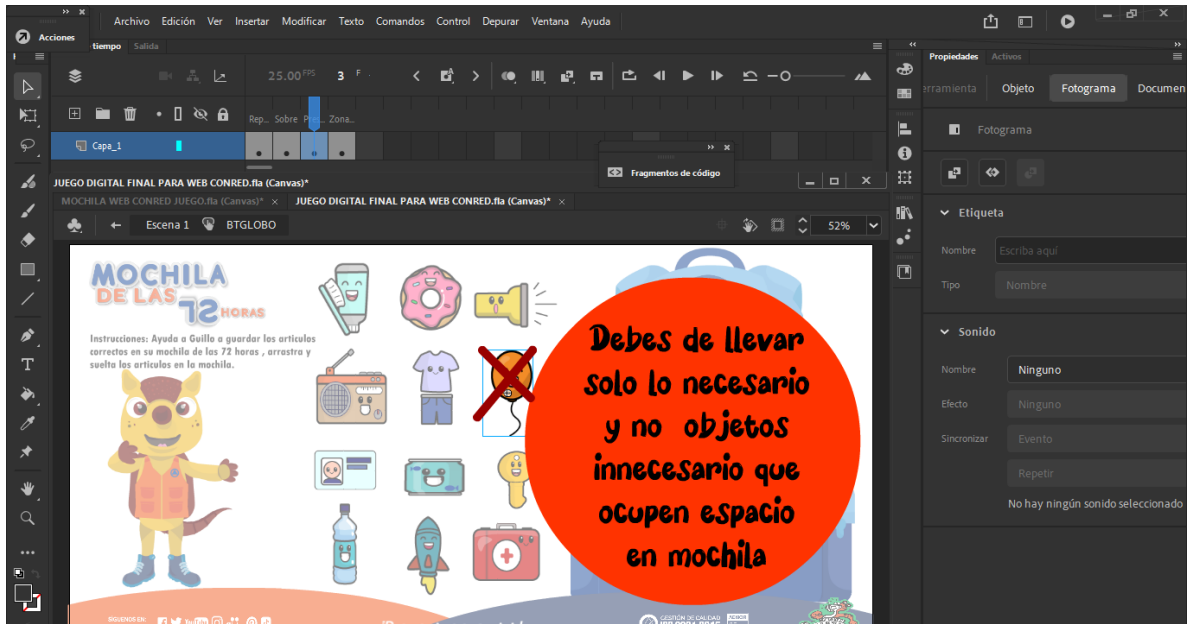 Archivo Edición Ver Insertar Modificar Texto Comandos Control Depurar Ventana Ayuda
Acciones
tiempo Salida
25.00 FPS 3 F
Rep... Sobre Pres... Zona...
Capa_1
Fragmentos de código
JUEGO DIGITAL FINAL PARA WEB CONRED.fla (Canvas)*
MOCHILA WEB CONRED JUEGO.fla (Canvas)* × JUEGO DIGITAL FINAL PARA WEB CONRED.fla (Canvas)* ×
Escena 1 BTGLOBO 52%
MOCHILA
DE LAS 72 HORAS
Instrucciones: Ayuda a Guillo a guardar los articulos
correctos en su mochila de las 72 horas , arrastra y
suelta los articulos en la mochila.
Debes de llevar
solo lo necesario
y no objetos
innecesario que
ocupen espacio
en mochila
SIGUENOS EN:
GESTIÓN DE CALIDAD
Propiedades Activos
erramienta Objeto Fotograma Documen
Fotograma
Etiqueta
Nombre Escriba aquí
Tipo Nombre
Sonido
Nombre Ninguno
Efecto Ninguno
Sincronizar Evento
Repetir
No hay ningún sonido seleccionado